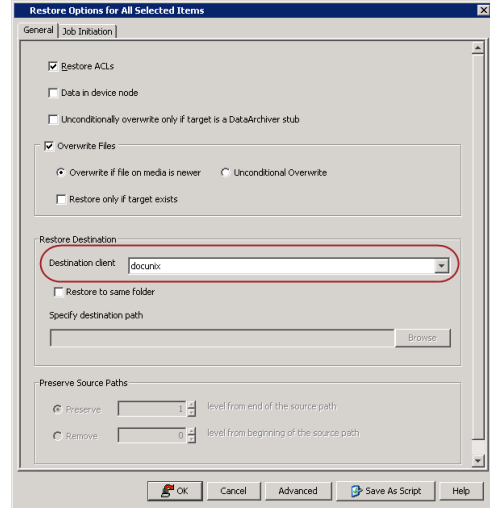 Restore Options for All Selected Items
General Job Initiation
Restore ACLs
Data in device node
Unconditionally overwrite only if target is a DataArchiver stub
Overwrite Files
Overwrite if file on media is newer Unconditional Overwrite
Restore only if target exists
Restore Destination
Destination client docunix
Restore to same folder
Specify destination path
Browse
Preserve Source Paths
Preserve 1 level from end of the source path
Remove 0 level from beginning of the source path
OK Cancel Advanced Save As Script Help